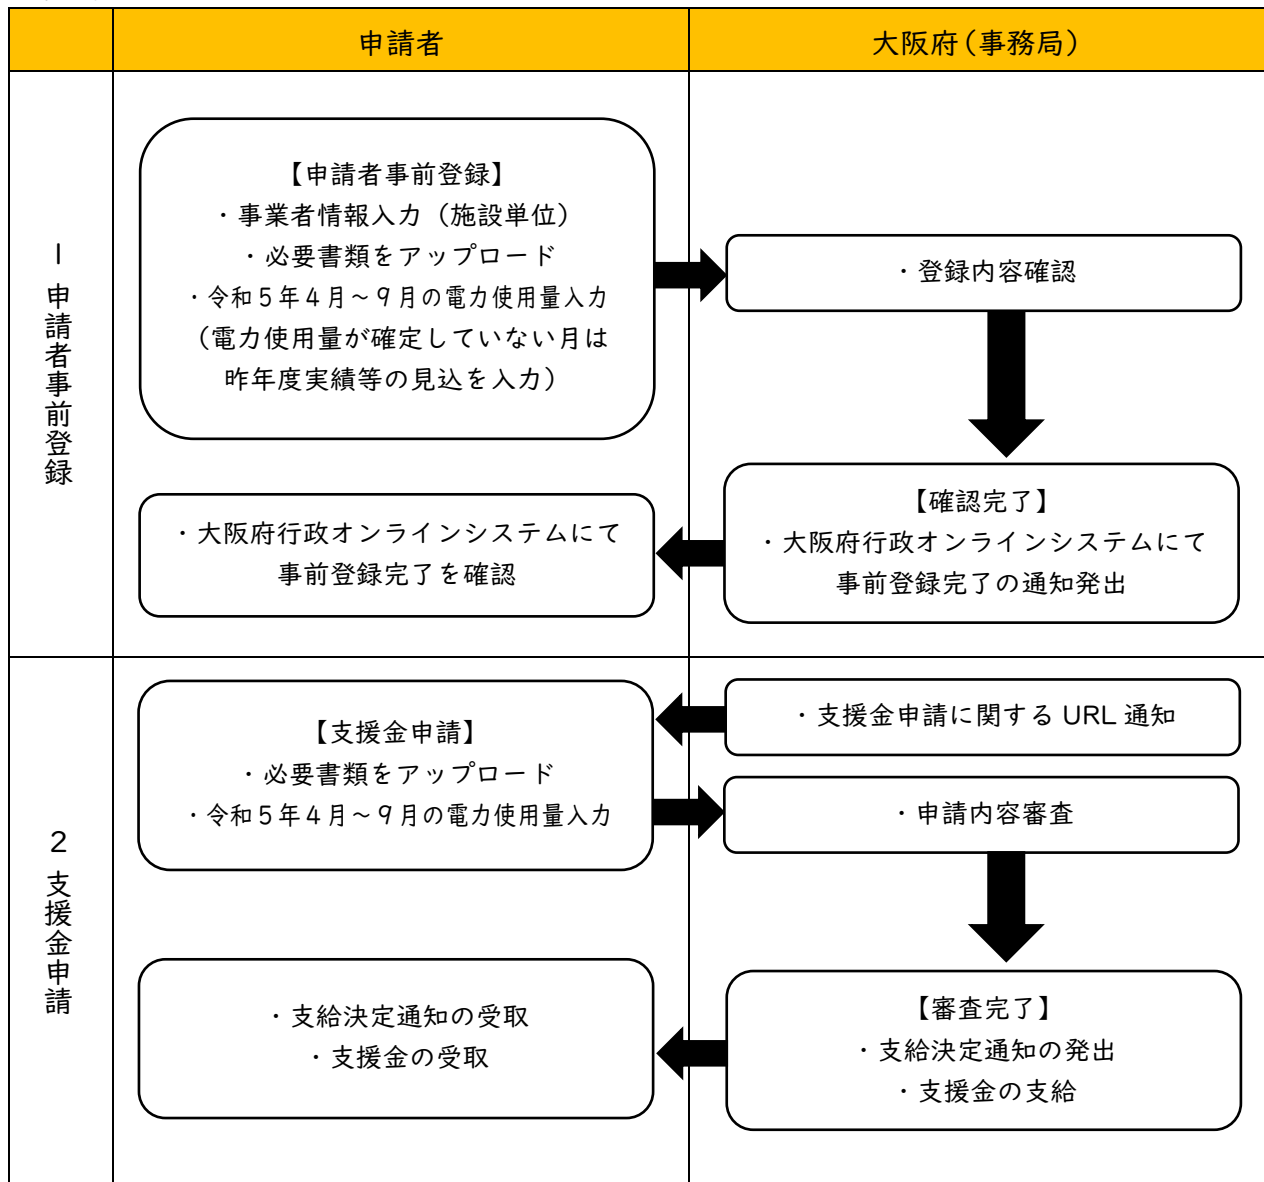 申請者
大阪府(事務局)
1 申請者事前登録
【申請者事前登録】
・事業者情報入力（施設単位）
・必要書類をアップロード
・令和５年４月～９月の電力使用量入力
（電力使用量が確定していない月は
昨年度実績等の見込を入力）
・登録内容確認
【確認完了】
・大阪府行政オンラインシステムにて
事前登録完了の通知発出
・大阪府行政オンラインシステムにて
事前登録完了を確認
2 支援金申請
・支援金申請に関する URL 通知
【支援金申請】
・必要書類をアップロード
・令和５年４月～９月の電力使用量入力
・申請内容審査
【審査完了】
・支給決定通知の発出
・支援金の支給
・支給決定通知の受取
・支援金の受取